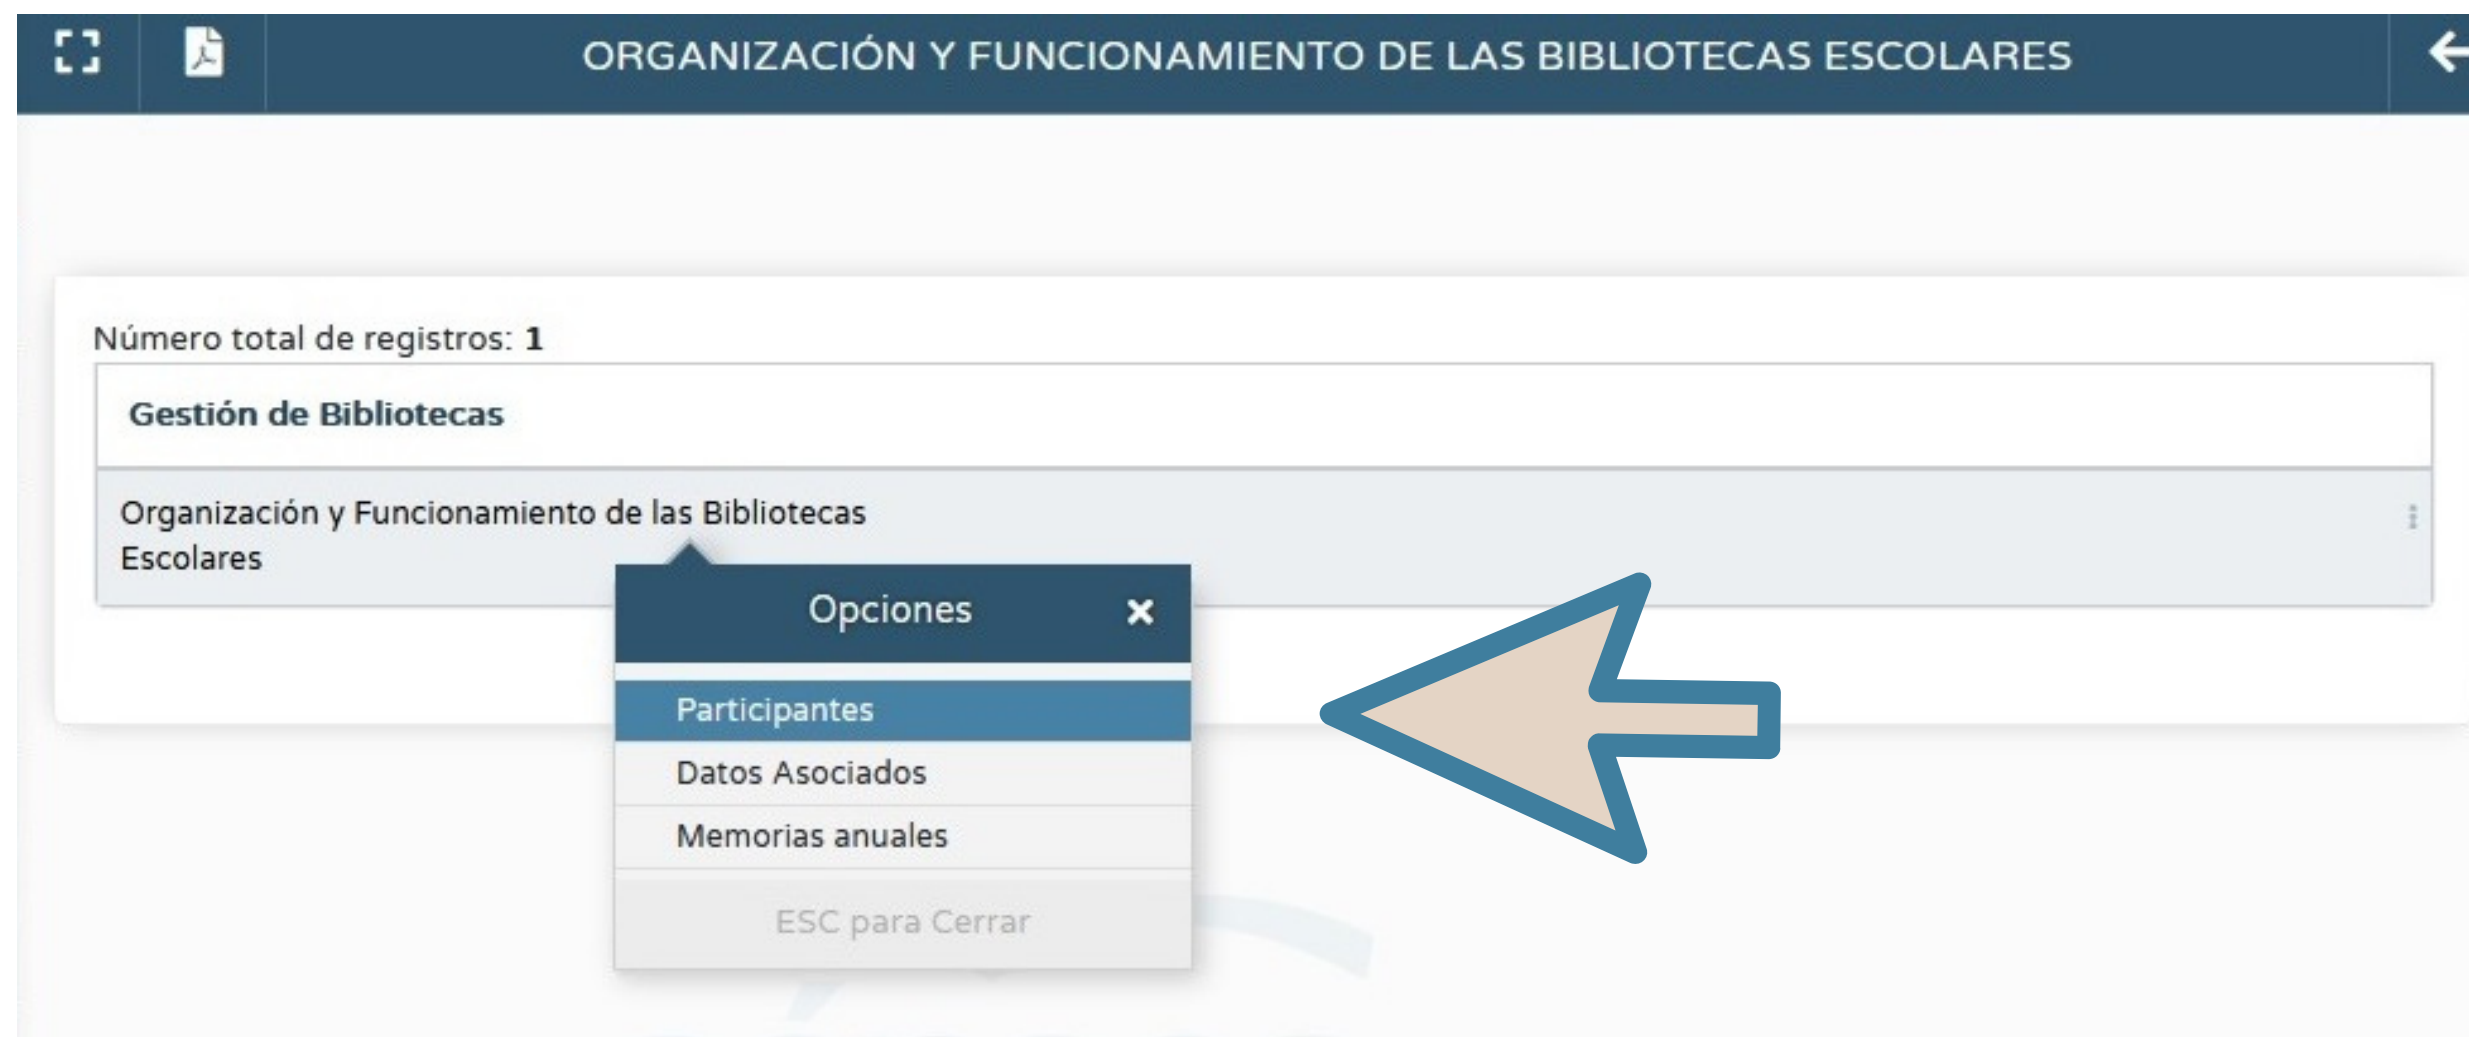 ORGANIZACIÓN Y FUNCIONAMIENTO DE LAS BIBLIOTECAS ESCOLARES
Número total de registros: 1
Gestión de Bibliotecas
Organización y Funcionamiento de las Bibliotecas
Escolares
Opciones
Participantes
Datos Asociados
Memorias anuales
ESC para Cerrar